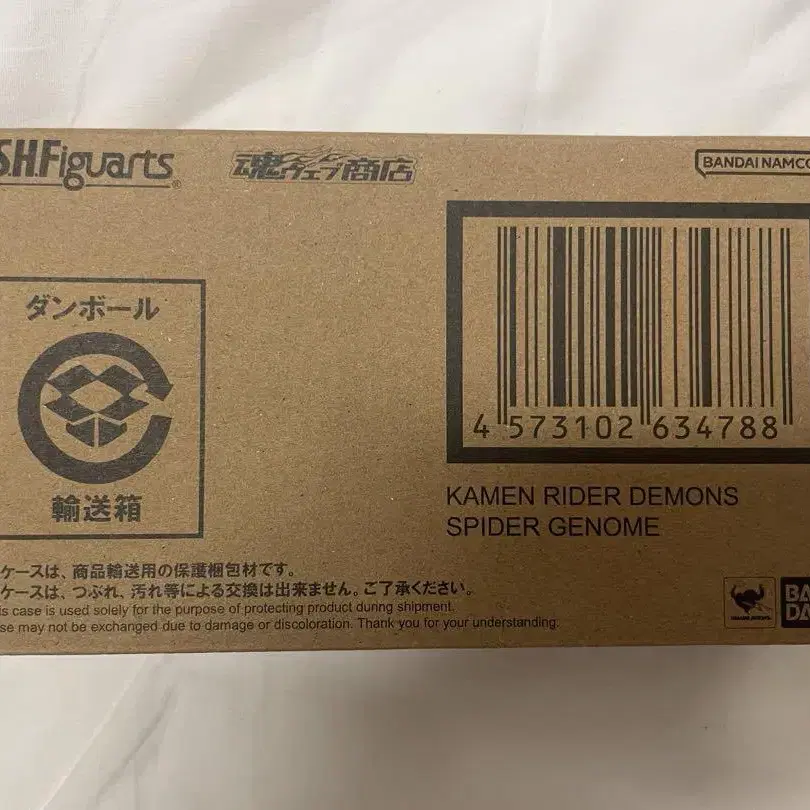 S.H.Figuarts®
魂ウェブ商店
BANDAI NAMCO
ダンボール
輸送箱
4 573102 634788
KAMEN RIDER DEMONS
SPIDER GENOME
ケースは、商品輸送用の保護梱包材です。
ケースは、つぶれ、汚れ等による交換は出来ません。ご了承ください。
is case is used solely for the purpose of protecting product during shipment.
se may not be exchanged due to damage or discoloration. Thank you for your understanding.
BA
DA